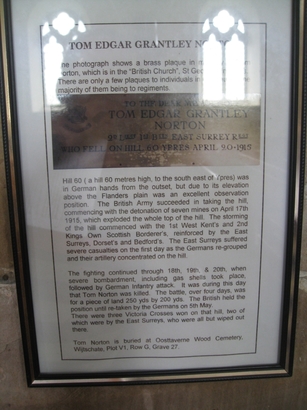 TOM EDGAR GRANTLEY
photograph shows a brass plaque in
Norton, which is in the "British Church", St
There are only a few plaques to individuals
majority of them being to regiments.
TO THE
TOM EDGAR GRANTLEY
NORTON
EAST SURREY
WHO FELL ON HILL 60 YPRES APRIL 1915
Hill 60 ( a hill 60 metres high, to the south east of Ypres) was
in German hands from the outset, but due to its elevation
above the Flanders plain was an excellent observation
position. The British Army succeeded in taking the hill,
commencing with the detonation of seven mines on April 17th
1915, which exploded the whole top of the hill. The storming
of the hill commenced with the 1st West Kent's and 2nd
Kings Own Scottish Borderer's, reinforced by the East
Surreys, Dorset's and Bedford's. The East Surreys suffered
severe casualties on the first day as the Germans re-grouped
and their artillery concentrated on the hill.
The fighting continued through 18th, 19th, & 20th, when
severe bombardment, including gas shells took place,
followed by German Infantry attack. It was during this day
that Tom Norton was killed. The battle, over four days, was
for a piece of land 250 yds by 200 yds. The British held the
position until re-taken by the Germans on 5th May.
There were three Victoria Crosses won on that hill, two of
which were by the East Surreys, who were all but wiped out
there.
Tom Norton is buried at Oosttaverne Wood Cemetery,
Wijtschate, Plot V1, Row G, Grave 27.